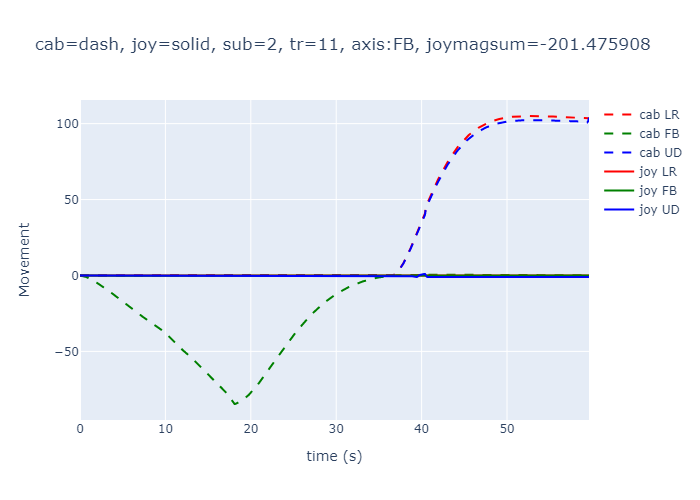 cab=dash, joy=solid, sub=2, tr=11, axis:FB, joymagsum=-201.475908
cab LR
cab FB
cab UD
joy LR
joy FB
joy UD
Movement
100
50
0
−50
0
10
20
30
40
50
time (s)